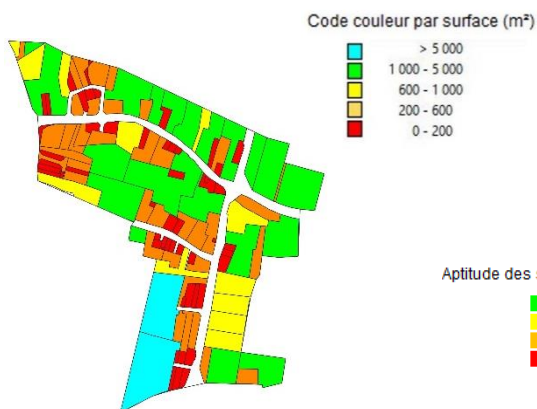 Code couleur par surface (m²)
> 5 000
1 000 - 5 000
600 - 1 000
200 - 600
0 - 200
Aptitude des